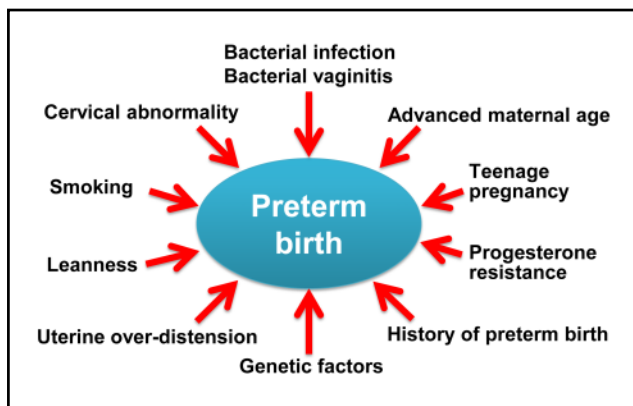 Bacterial infection
Bacterial vaginitis
Cervical abnormality
Advanced maternal age
Smoking
Teenage
pregnancy
Preterm
birth
Leanness
Progesterone
resistance
Uterine over-distension
History of preterm birth
Genetic factors